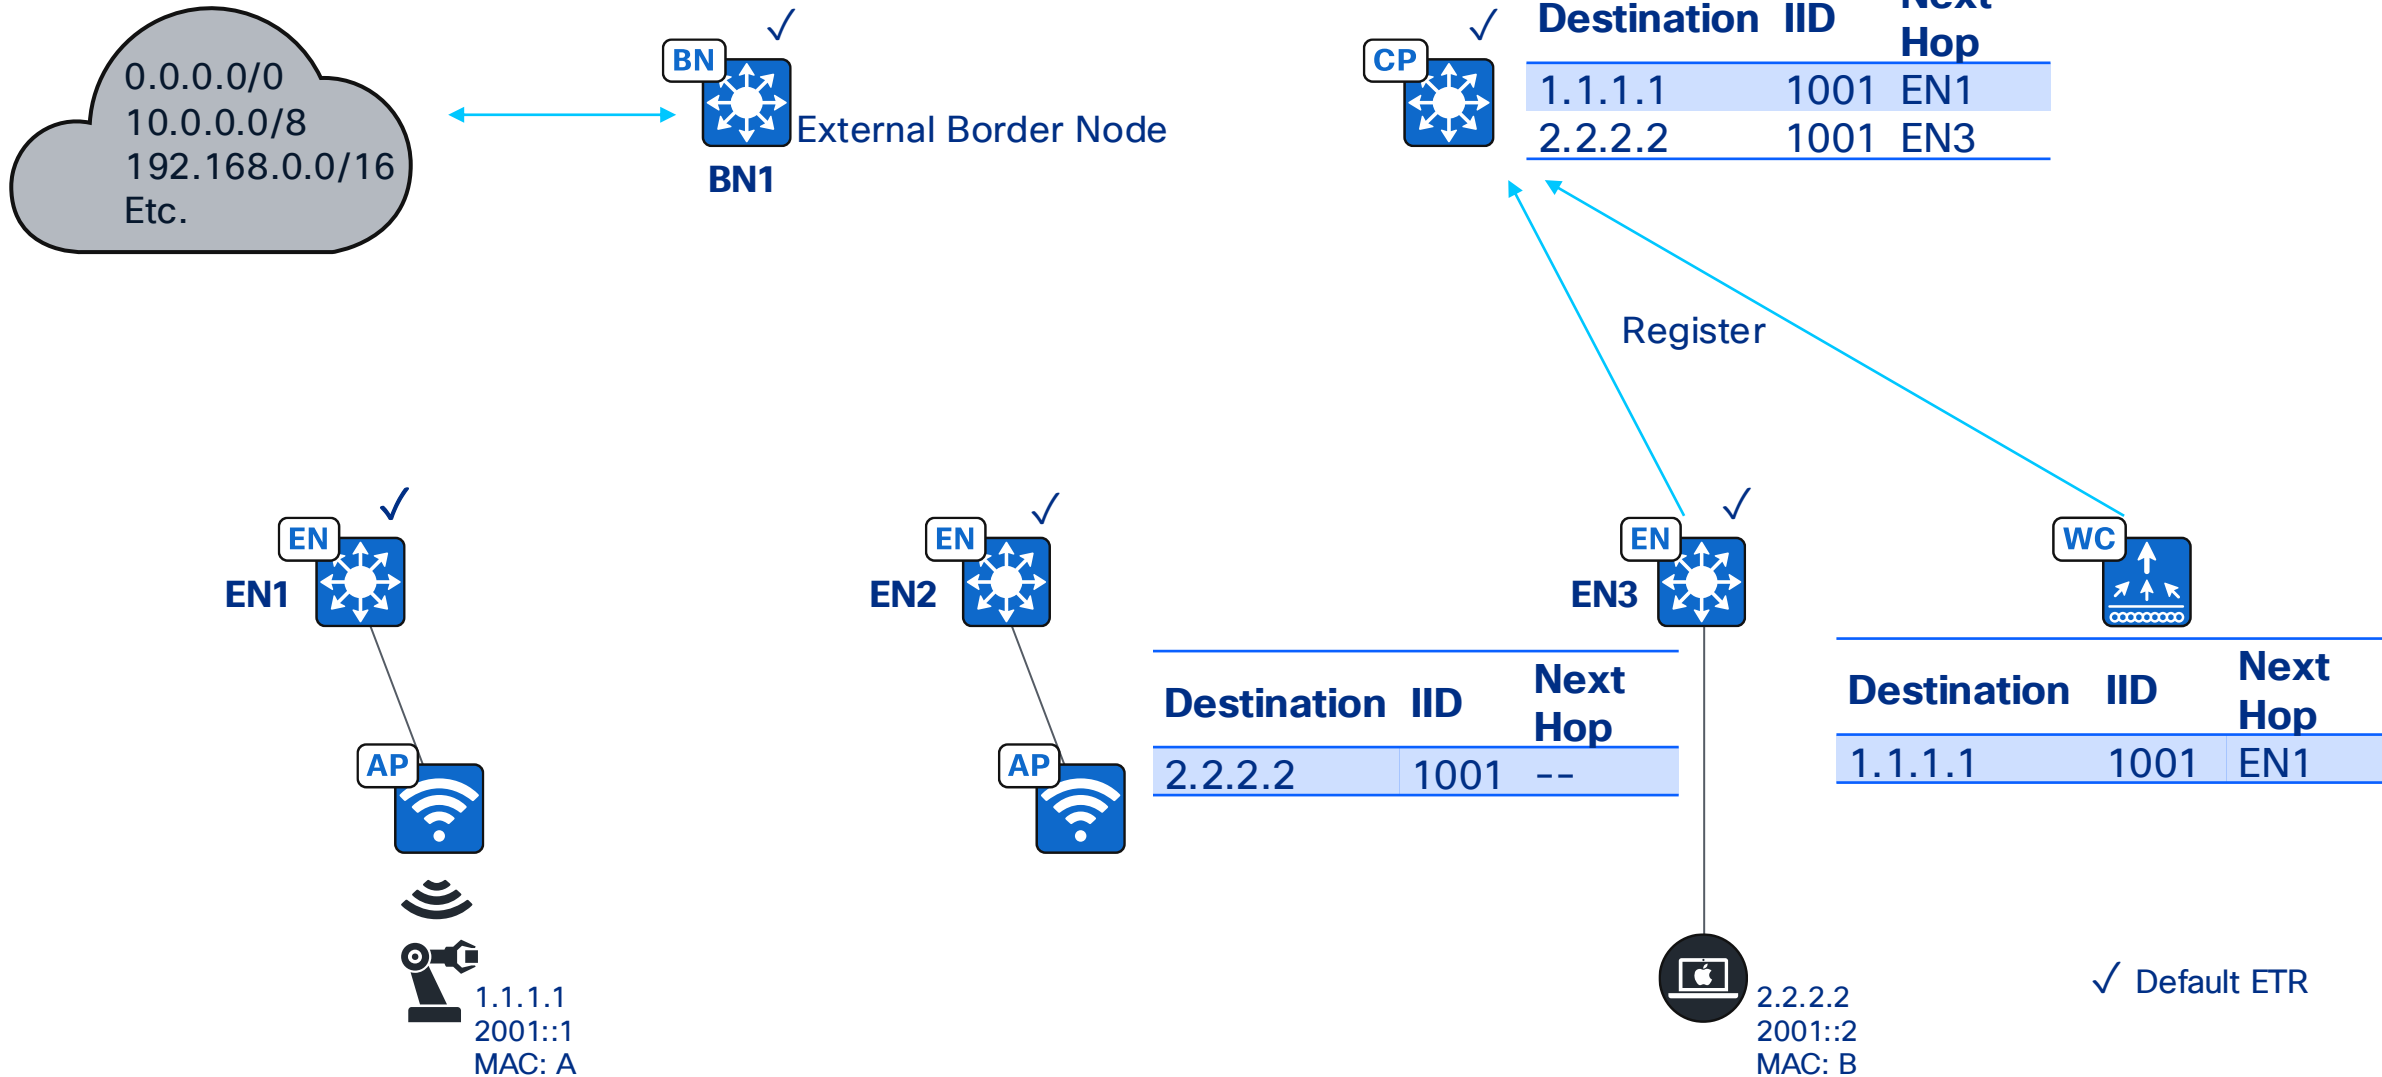 0.0.0.0/0
10.0.0.0/8
192.168.0.0/16
Etc.
✓
BN
External Border Node
BN1
✓
CP
Destination IID Next Hop
1.1.1.1 1001 EN1
2.2.2.2 1001 EN3
Register
✓
EN
EN1
✓
EN
EN2
✓
EN
EN3
WC
Destination IID Next Hop
2.2.2.2 1001 --
Destination IID Next Hop
1.1.1.1 1001 EN1
AP
AP
1.1.1.1
2001::1
MAC: A
2.2.2.2
2001::2
MAC: B
✓ Default ETR